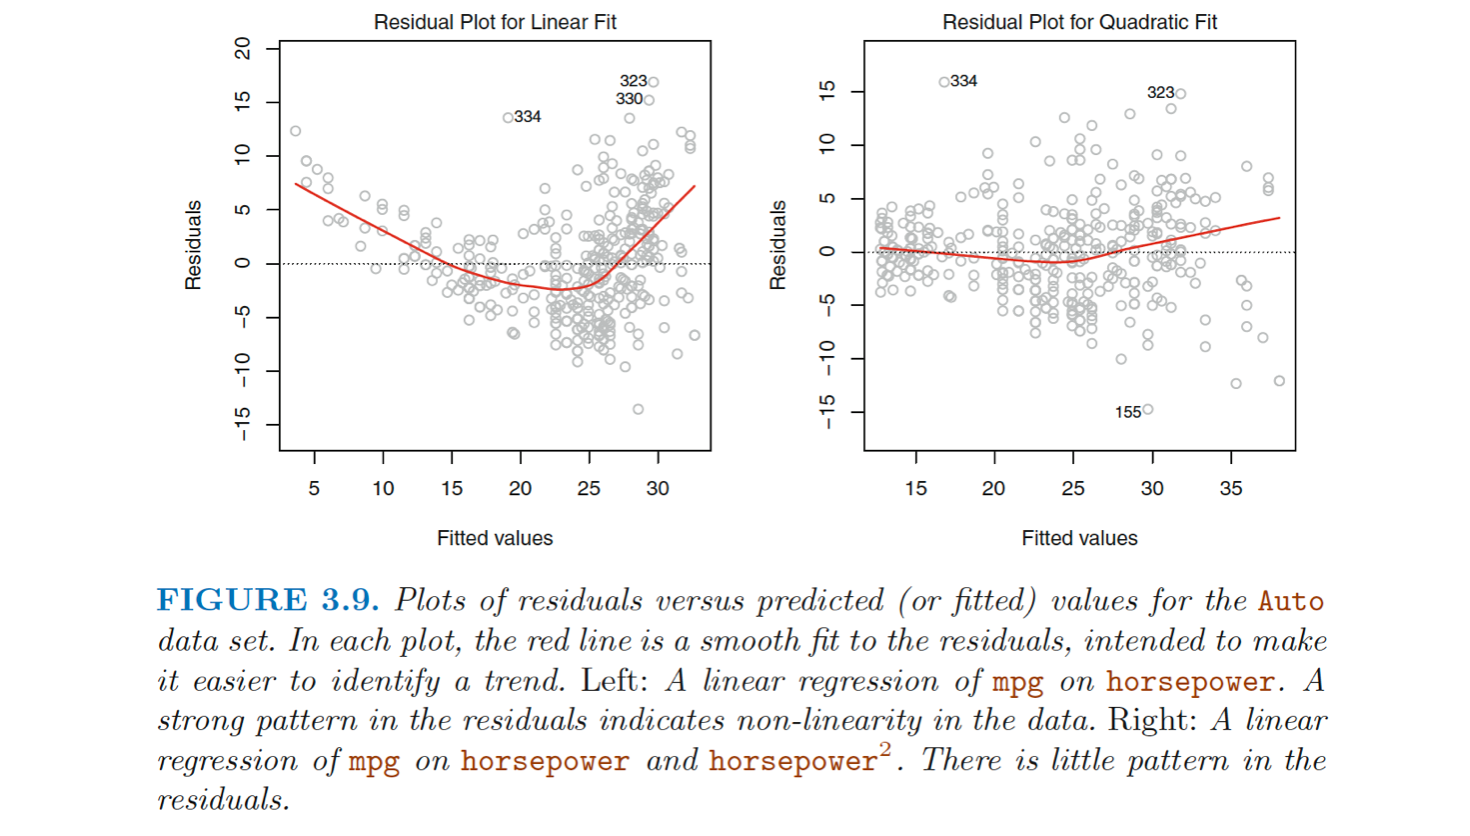 Residual Plot for Linear Fit
20
15
10
5
0
−5
−10
−15
Residuals
323
330
334
5 10 15 20 25 30
Fitted values
Residual Plot for Quadratic Fit
15
10
5
0
−5
−10
−15
Residuals
334
323
155
15 20 25 30 35
Fitted values
FIGURE 3.9. Plots of residuals versus predicted (or fitted) values for the Auto
data set. In each plot, the red line is a smooth fit to the residuals, intended to make
it easier to identify a trend. Left: A linear regression of mpg on horsepower. A
strong pattern in the residuals indicates non-linearity in the data. Right: A linear
regression of mpg on horsepower and horsepower². There is little pattern in the
residuals.